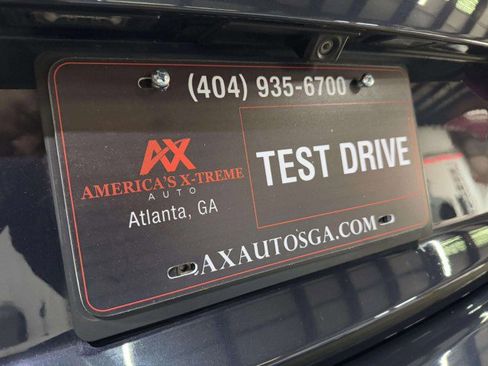 (404) 935-6700
AX
AMERICA'S X-TREME
AUTO
Atlanta, GA
TEST DRIVE
AXAUTOSGA.COM